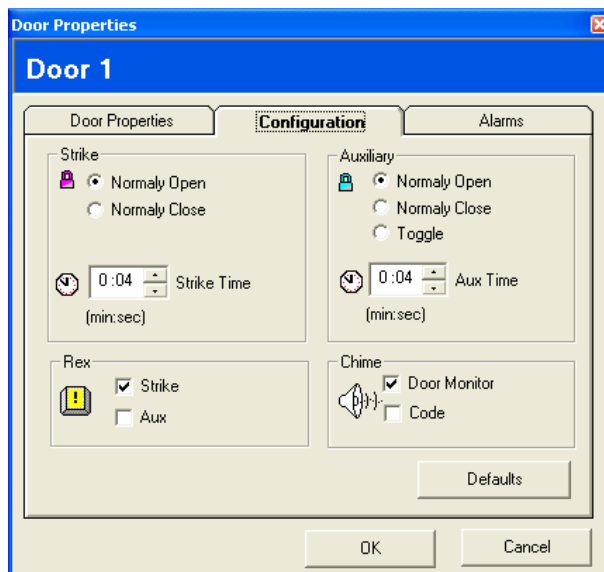 Door Properties
Door 1
Door Properties
Configuration
Alarms
Strike
Normaly Open
Normaly Close
0:04
Strike Time
(min:sec)
Auxiliary
Normaly Open
Normaly Close
Toggle
0:04
Aux Time
(min:sec)
Rex
!
Strike
Aux
Chime
Door Monitor
Code
Defaults
OK
Cancel